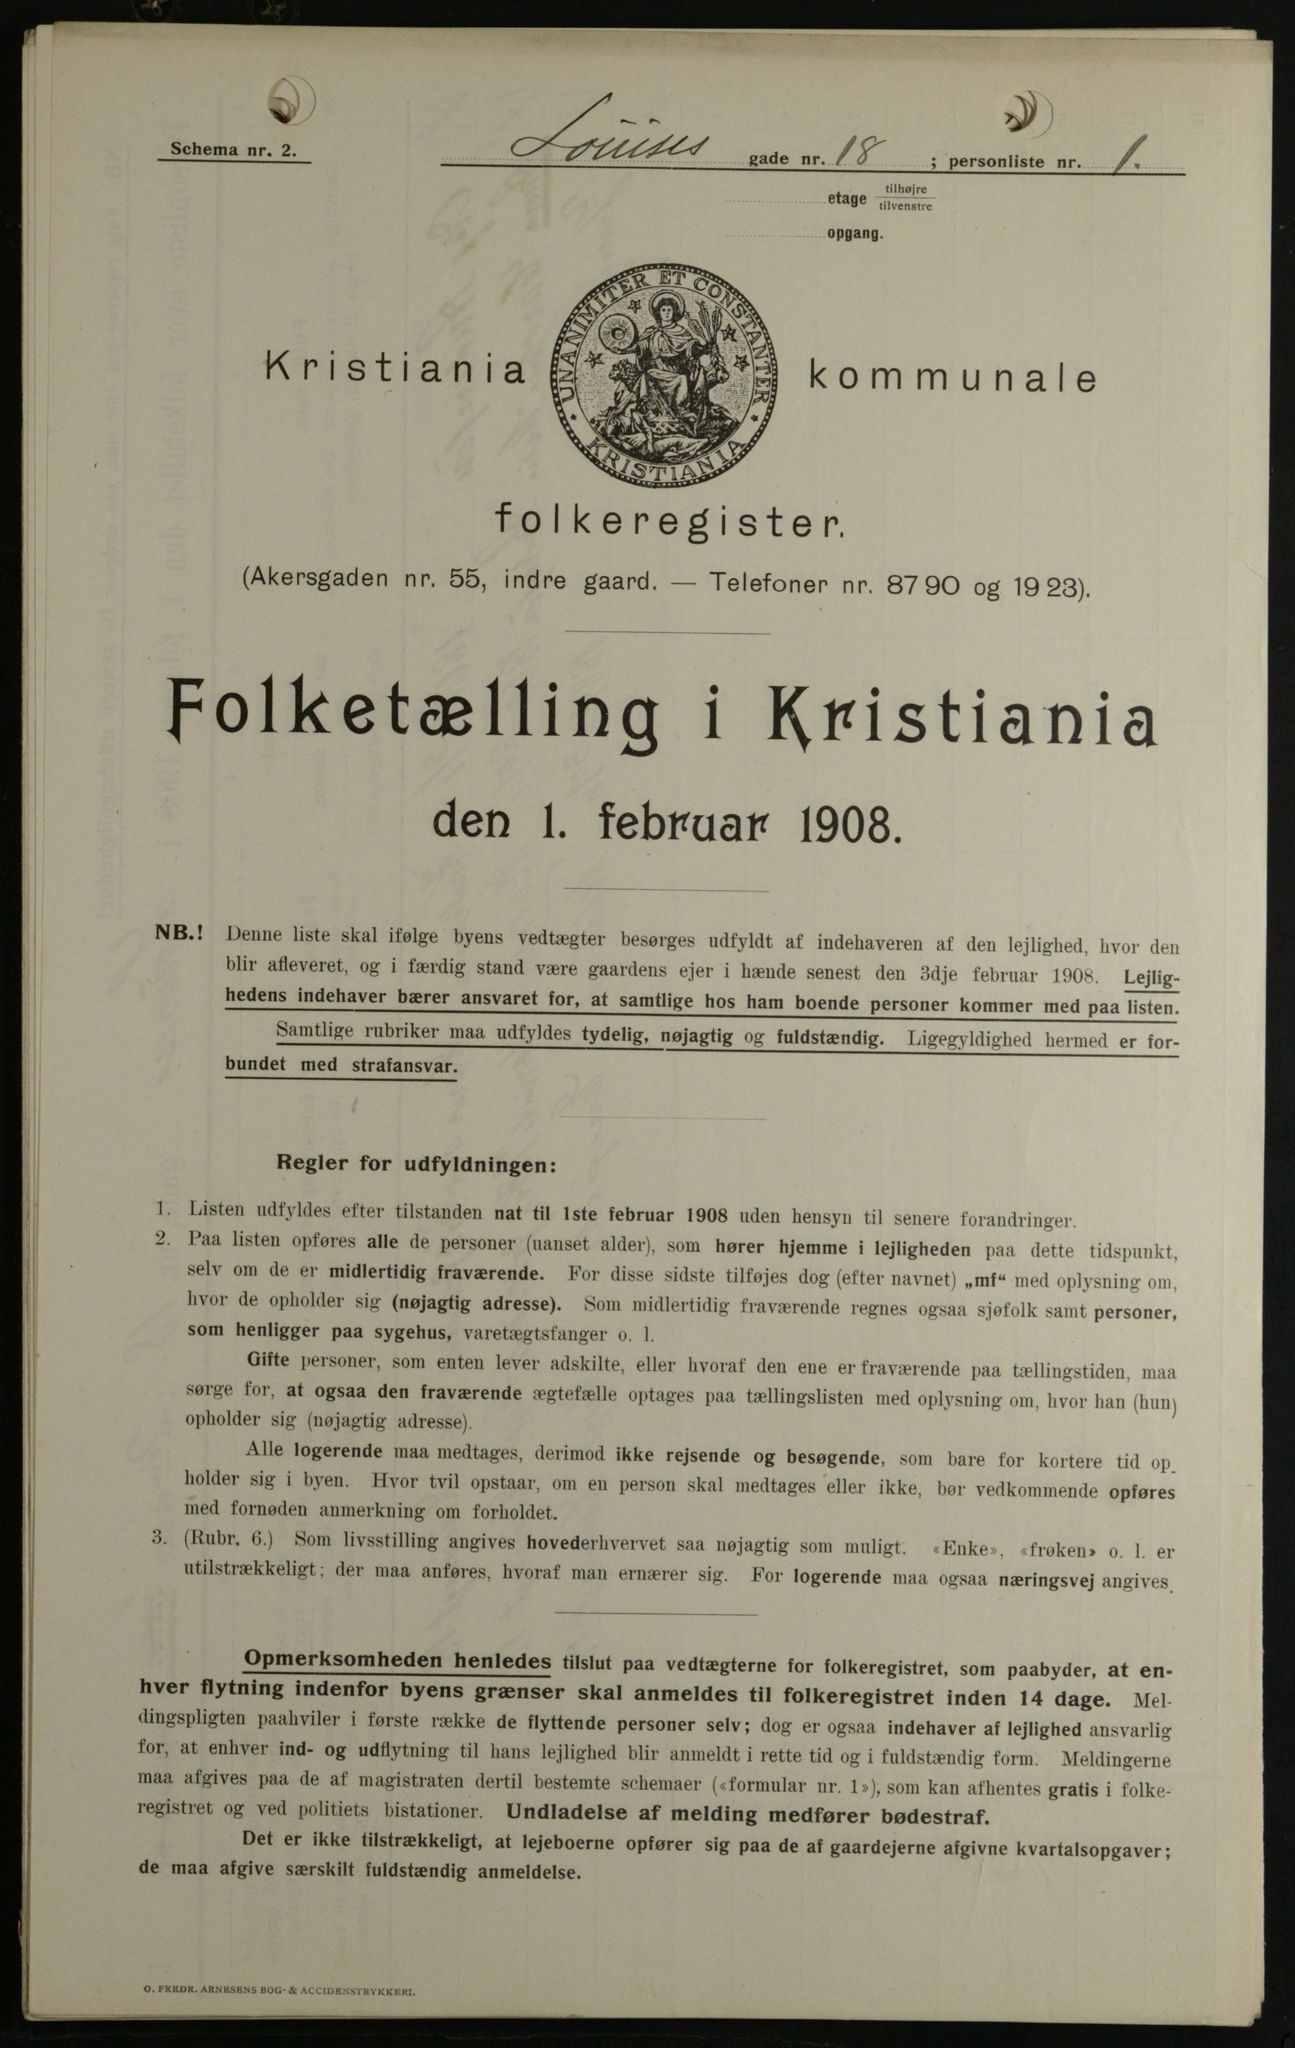 Schema nr. 2.
Louises gade nr. 18 ; personliste nr. 1.
etage tilhøjre
tilvenstre
opgang.
UNANIMITER ET CONSTANTER
KRISTIANIA
Kristiania kommunale
folkeregister.
(Akersgaden nr. 55, indre gaard. — Telefoner nr. 8790 og 1923).
Folketælling i Kristiania
den 1. februar 1908.
NB.! Denne liste skal ifølge byens vedtægter besørges udfyldt af indehaveren af den lejlighed, hvor den
blir afleveret, og i færdig stand være gaardens ejer i hænde senest den 3dje februar 1908. Lejlig-
hedens indehaver bærer ansvaret for, at samtlige hos ham boende personer kommer med paa listen.
Samtlige rubriker maa udfyldes tydelig, nøjagtig og fuldstændig. Ligegyldighed hermed er for-
bundet med strafansvar.
Regler for udfyldningen:
1. Listen udfyldes efter tilstanden nat til 1ste februar 1908 uden hensyn til senere forandringer.
2. Paa listen opføres alle de personer (uanset alder), som hører hjemme i lejligheden paa dette tidspunkt,
selv om de er midlertidig fraværende. For disse sidste tilføjes dog (efter navnet) „mf“ med oplysning om,
hvor de opholder sig (nøjagtig adresse). Som midlertidig fraværende regnes ogsaa sjøfolk samt personer,
som henligger paa sygehus, varetægtsfanger o. l.
Gifte personer, som enten lever adskilte, eller hvoraf den ene er fraværende paa tællingstiden, maa
sørge for, at ogsaa den fraværende ægtefælle optages paa tællingslisten med oplysning om, hvor han (hun)
opholder sig (nøjagtig adresse).
Alle logerende maa medtages, derimod ikke rejsende og besøgende, som bare for kortere tid op-
holder sig i byen. Hvor tvil opstaar, om en person skal medtages eller ikke, bør vedkommende opføres
med fornøden anmerkning om forholdet.
3. (Rubr. 6.) Som livsstilling angives hovederhvervet saa nøjagtig som muligt. «Enke», «frøken» o. l. er
utilstrækkeligt; der maa anføres, hvoraf man ernærer sig. For logerende maa ogsaa næringsvej angives.
Opmerksomheden henledes tilslut paa vedtægterne for folkeregistret, som paabyder, at en-
hver flytning indenfor byens grænser skal anmeldes til folkeregistret inden 14 dage. Mel-
dingspligten paahviler i første række de flyttende personer selv; dog er ogsaa indehaver af lejlighed ansvarlig
for, at enhver ind- og udflytning til hans lejlighed blir anmeldt i rette tid og i fuldstændig form. Meldingerne
maa afgives paa de af magistraten dertil bestemte schemaer («formular nr. 1»), som kan afhentes gratis i folke-
registret og ved politiets bistationer. Undladelse af melding medfører bødestraf.
Det er ikke tilstrækkeligt, at lejeboerne opfører sig paa de af gaardejerne afgivne kvartalsopgaver;
de maa afgive særskilt fuldstændig anmeldelse.
O. FREDR. ARNESENS BOG- & ACCIDENSTRYKKERI.